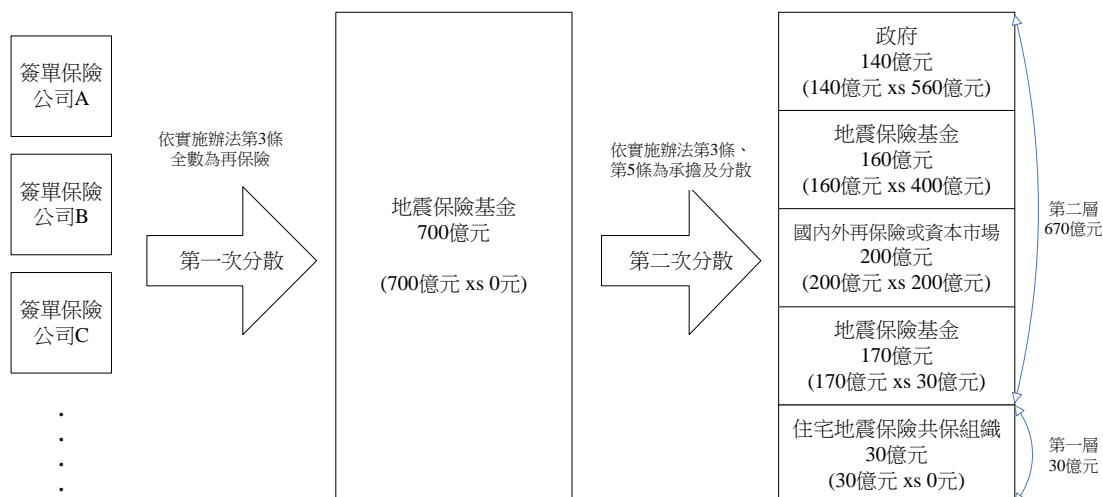 簽單保險
公司A
簽單保險
公司B
簽單保險
公司C
.
.
.
.
依實施辦法第3條
全數為再保險
第一次分散
地震保險基金
700億元
(700億元 xs 0元)
依實施辦法第3條、
第5條為承擔及分散
第二次分散
政府
140億元
(140億元 xs 560億元)
地震保險基金
160億元
(160億元 xs 400億元)
國內外再保險或資本市場
200億元
(200億元 xs 200億元)
地震保險基金
170億元
(170億元 xs 30億元)
住宅地震保險共保組織
30億元
(30億元 xs 0元)
第二層
670億元
第一層
30億元